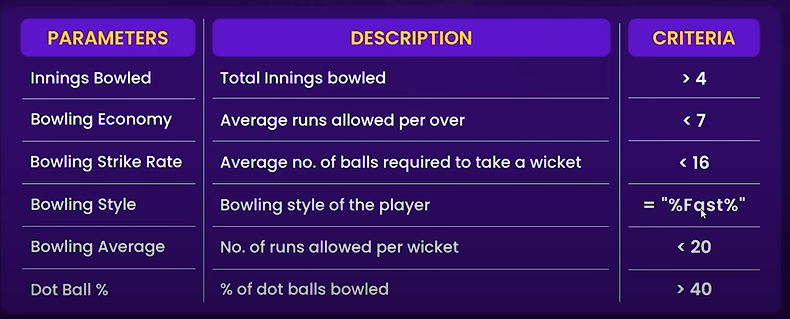 PARAMETERS DESCRIPTION CRITERIA
Innings Bowled Total Innings bowled > 4
Bowling Economy Average runs allowed per over < 7
Bowling Strike Rate Average no. of balls required to take a wicket < 16
Bowling Style Bowling style of the player = "%Fast%"
Bowling Average No. of runs allowed per wicket < 20
Dot Ball % % of dot balls bowled > 40